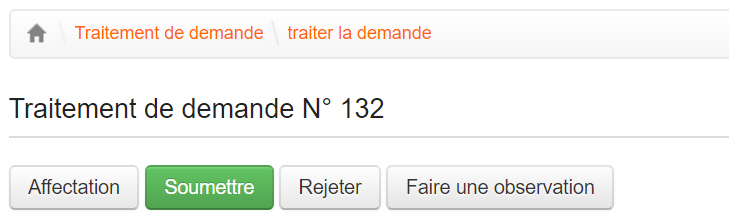 Traitement de demande traiter la demande
Traitement de demande N° 132
Affectation Soumettre Rejeter Faire une observation